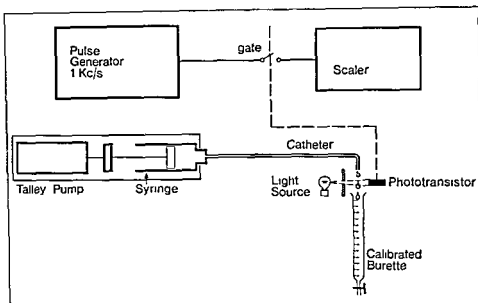 Pulse
Generator
1 Kc/s
gate
Scaler
Talley Pump
Syringe
Catheter
Light
Source
Phototransistor
Calibrated
Burette